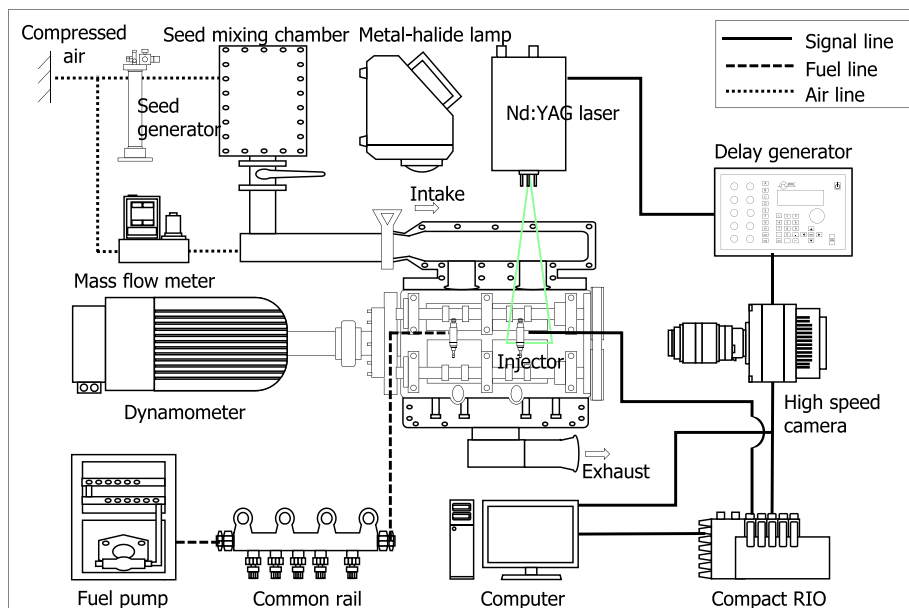 Compressed
air
Seed mixing chamber
Metal-halide lamp
Signal line
Fuel line
Air line
Seed
generator
Nd:YAG laser
Delay generator
Intake
Mass flow meter
Injector
Dynamometer
High speed
camera
Exhaust
Fuel pump
Common rail
Computer
Compact RIO